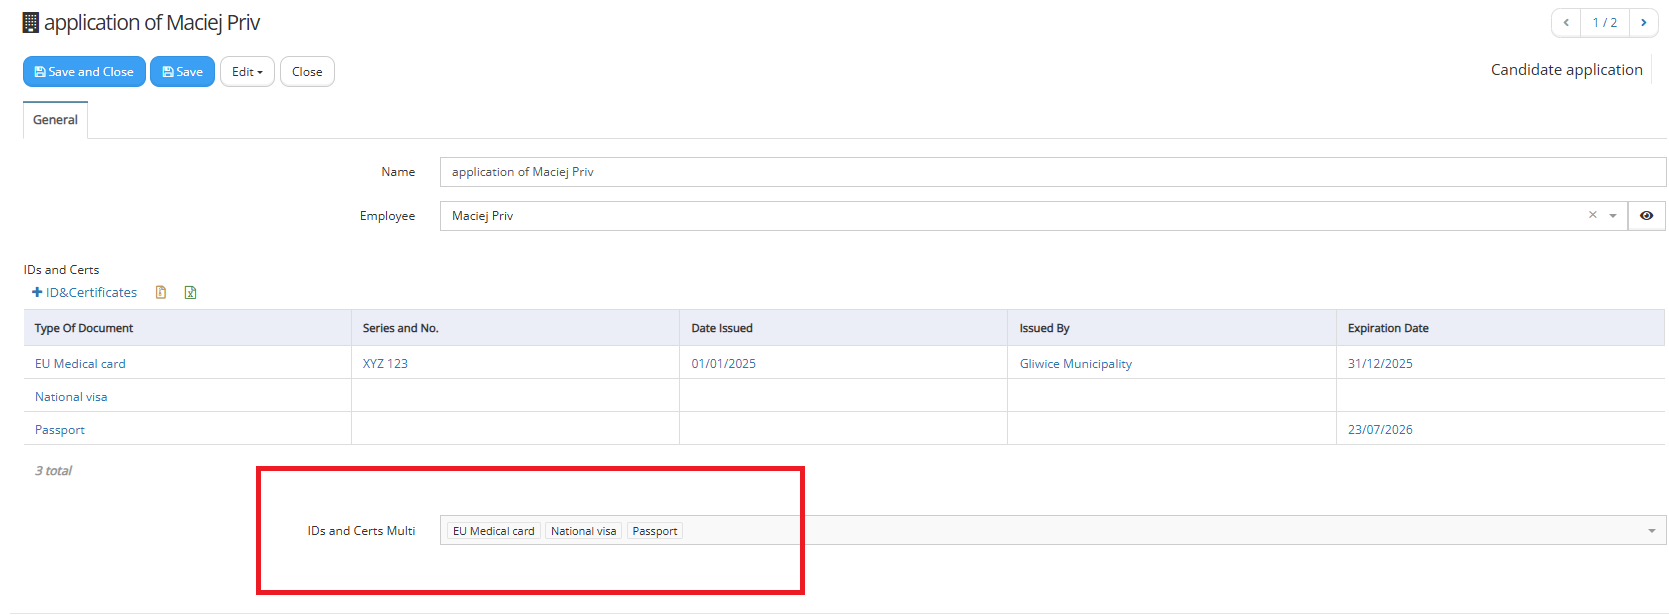 application of Maciej Priv
1 / 2
Save and Close Save Edit Close
Candidate application
General
Name application of Maciej Priv
Employee Maciej Priv
IDs and Certs
ID&Certificates
Type Of Document Series and No. Date Issued Issued By Expiration Date
EU Medical card XYZ 123 01/01/2025 Gliwice Municipality 31/12/2025
National visa
Passport 23/07/2026
3 total
IDs and Certs Multi EU Medical card National visa Passport